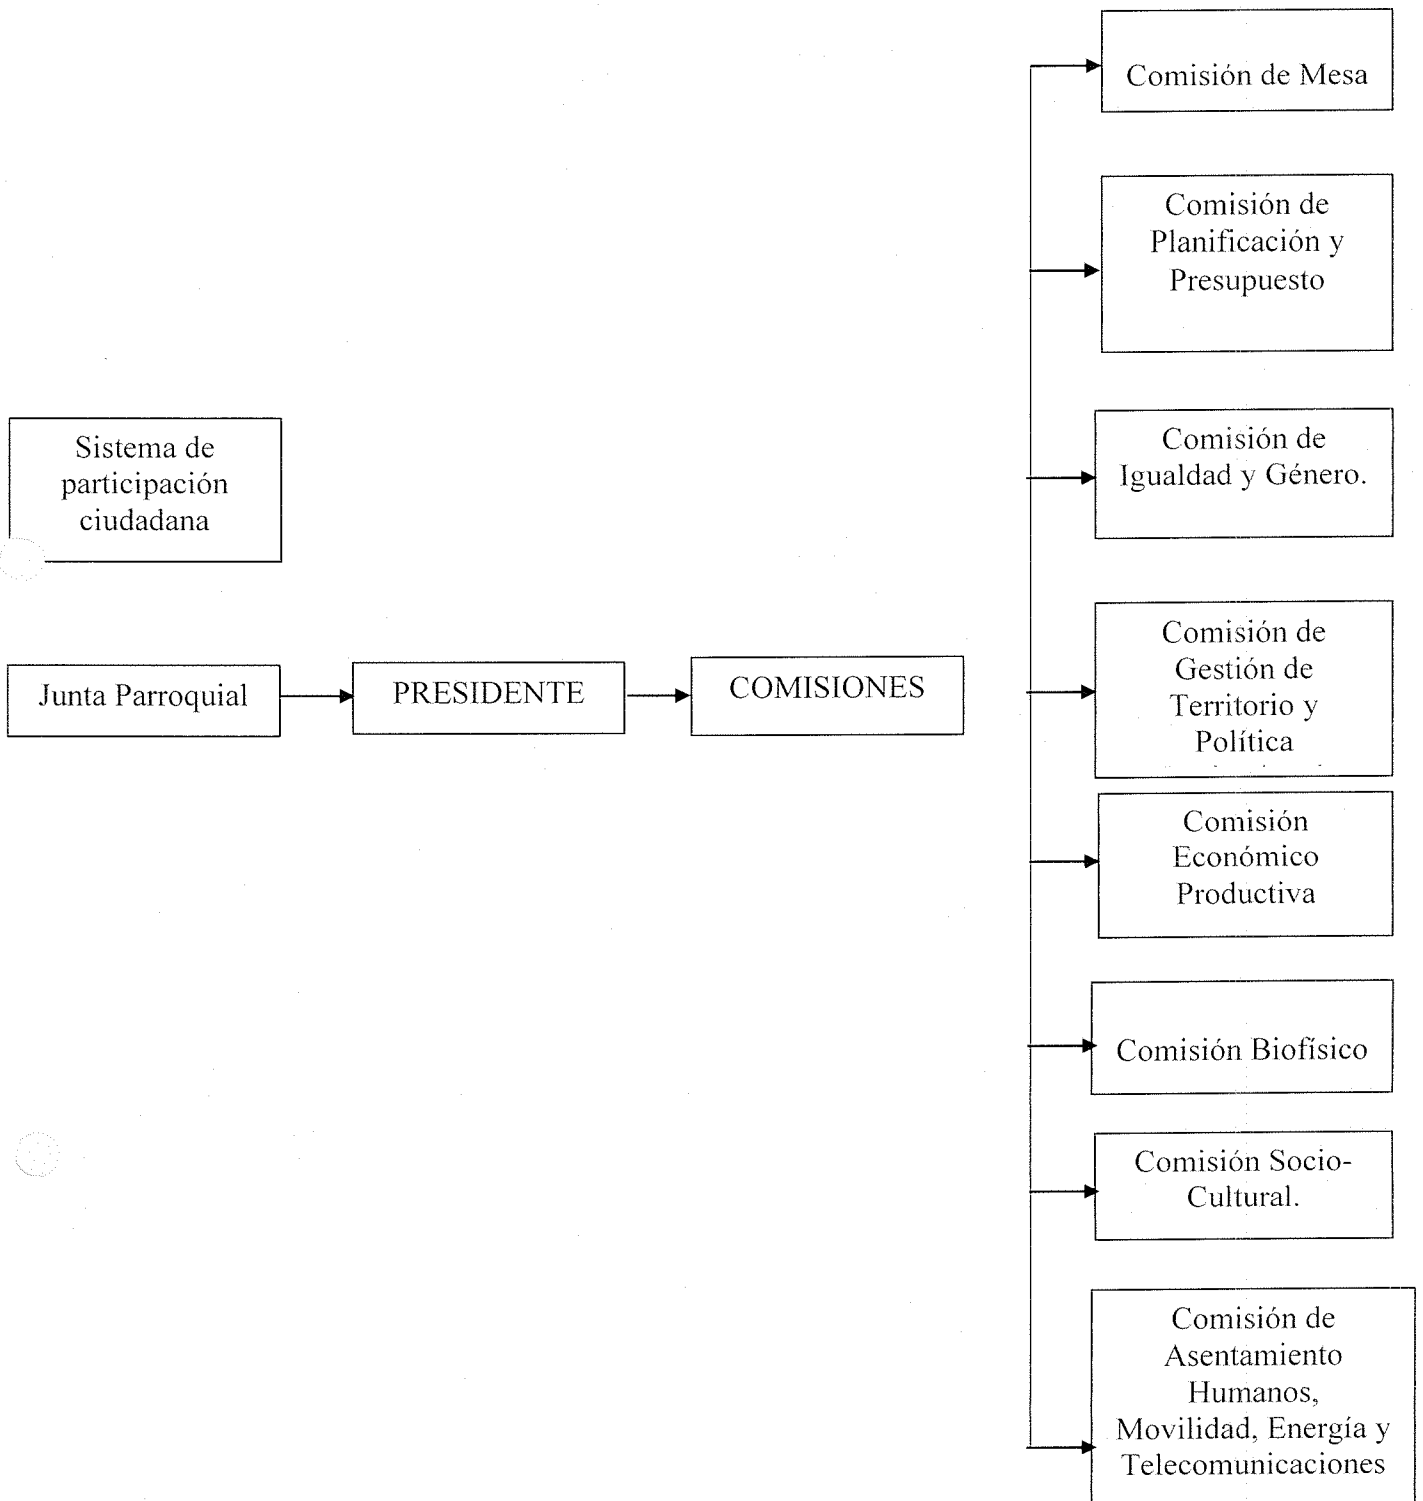 Comisión de Mesa
Comisión de
Planificación y
Presupuesto
Sistema de
participación
ciudadana
Comisión de
Igualdad y Género.
Junta Parroquial
PRESIDENTE
COMISIONES
Comisión de
Gestión de
Territorio y
Política
Comisión
Económico
Productiva
Comisión Biofísico
Comisión Socio-
Cultural.
Comisión de
Asentamiento
Humanos,
Movilidad, Energía y
Telecomunicaciones